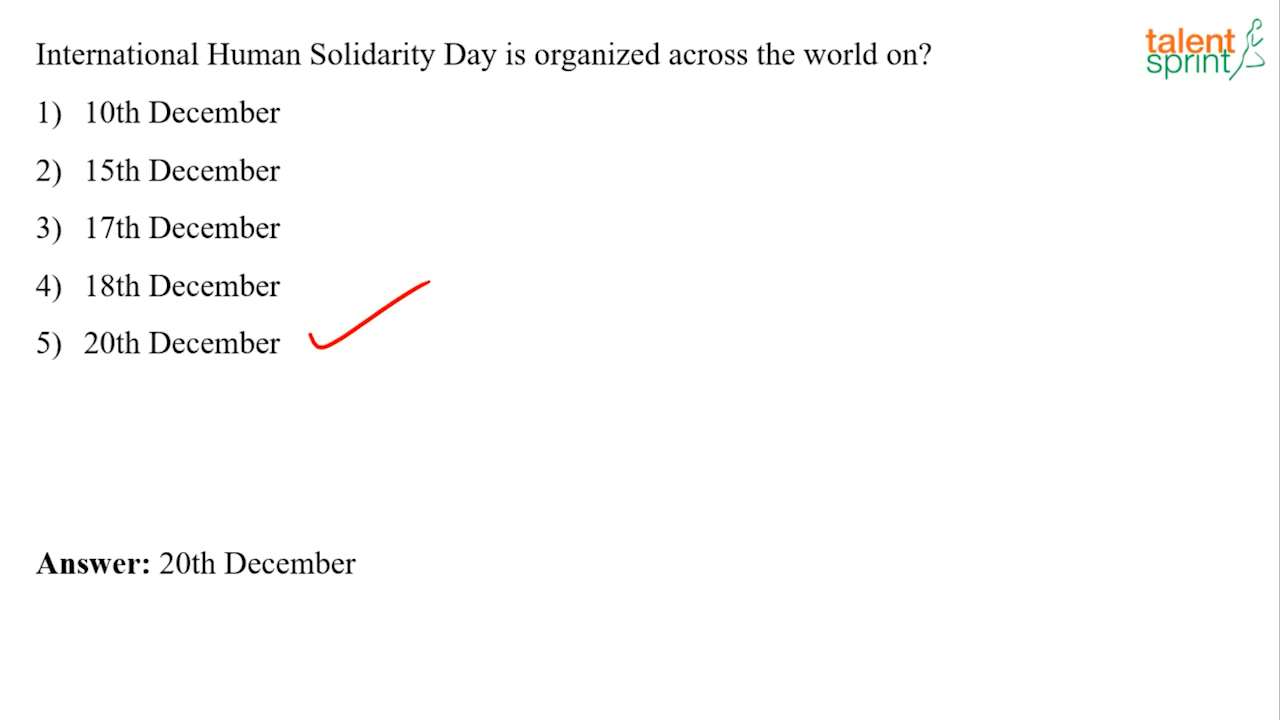 International Human Solidarity Day is organized across the world on?
talent
sprint
1) 10th December
2) 15th December
3) 17th December
4) 18th December
5) 20th December
Answer: 20th December